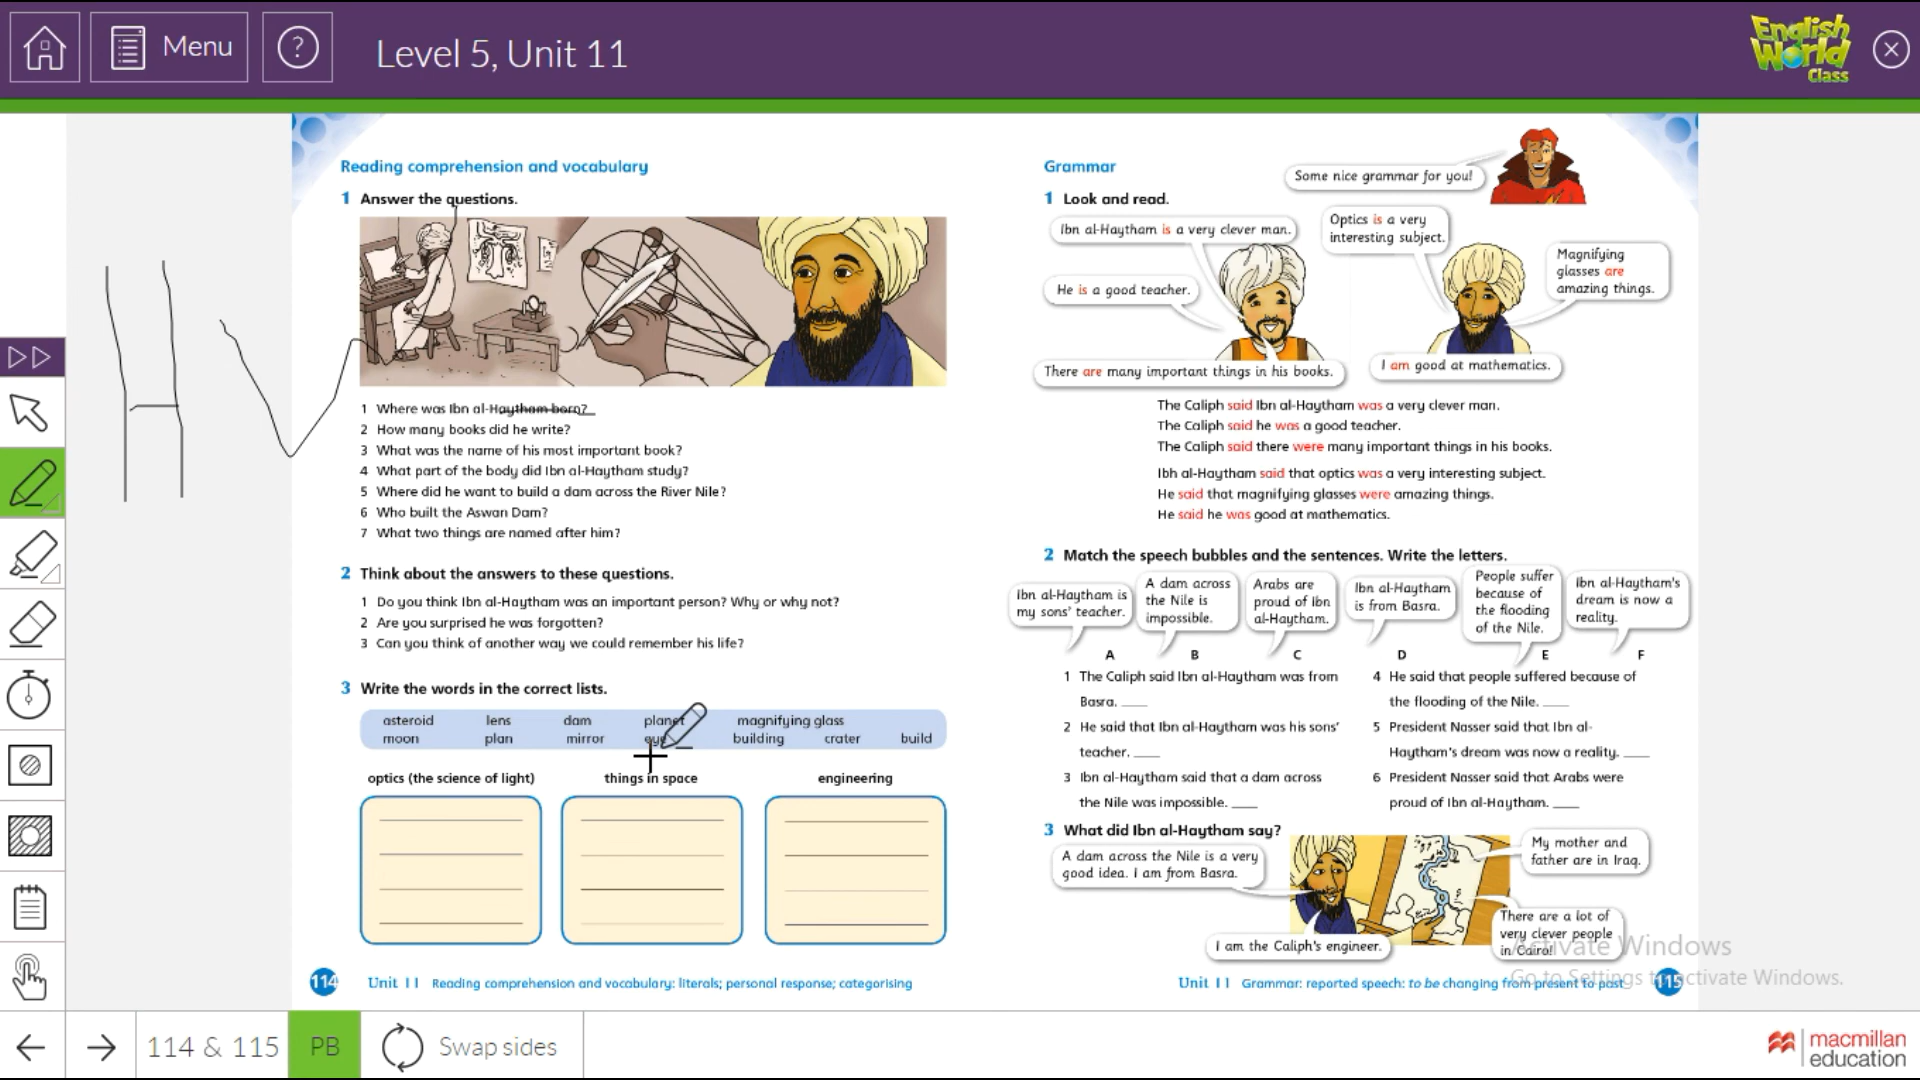 Menu
?
Level 5, Unit 11
English World Class
Reading comprehension and vocabulary
1 Answer the questions.
1 Where was Ibn al-Haytham born?
2 How many books did he write?
3 What was the name of his most important book?
4 What part of the body did Ibn al-Haytham study?
5 Where did he want to build a dam across the River Nile?
6 Who built the Aswan Dam?
7 What two things are named after him?
2 Think about the answers to these questions.
1 Do you think Ibn al-Haytham was an important person? Why or why not?
2 Are you surprised he was forgotten?
3 Can you think of another way we could remember his life?
3 Write the words in the correct lists.
asteroid lens dam planet magnifying glass
moon plan mirror eye building crater build
optics (the science of light) things in space engineering
114 Unit 11 Reading comprehension and vocabulary: literals; personal response; categorising
Grammar
Some nice grammar for you!
1 Look and read.
Ibn al-Haytham is a very clever man.
He is a good teacher.
There are many important things in his books.
Optics is a very
interesting subject.
Magnifying
glasses are
amazing things.
I am good at mathematics.
The Caliph said Ibn al-Haytham was a very clever man.
The Caliph said he was a good teacher.
The Caliph said there were many important things in his books.
Ibh al-Haytham said that optics was a very interesting subject.
He said that magnifying glasses were amazing things.
He said he was good at mathematics.
2 Match the speech bubbles and the sentences. Write the letters.
Ibn al-Haytham is
my sons' teacher.
A dam across
the Nile is
impossible.
Arabs are
proud of Ibn
al-Haytham.
Ibn al-Haytham
is from Basra.
People suffer
because of
the flooding
of the Nile.
Ibn al-Haytham's
dream is now a
reality.
A B C D E F
1 The Caliph said Ibn al-Haytham was from
Basra. ____
2 He said that Ibn al-Haytham was his sons'
teacher. ____
3 Ibn al-Haytham said that a dam across
the Nile was impossible. ____
4 He said that people suffered because of
the flooding of the Nile. ____
5 President Nasser said that Ibn al-
Haytham's dream was now a reality. ____
6 President Nasser said that Arabs were
proud of Ibn al-Haytham. ____
3 What did Ibn al-Haytham say?
A dam across the Nile is a very
good idea. I am from Basra.
I am the Caliph's engineer.
My mother and
father are in Iraq.
There are a lot of
very clever people
in Cairo!
Unit 11 Grammar: reported speech: to be changing from present to past 115
Activate Windows
Go to Settings to activate Windows.
114 & 115
PB
Swap sides
macmillan
education